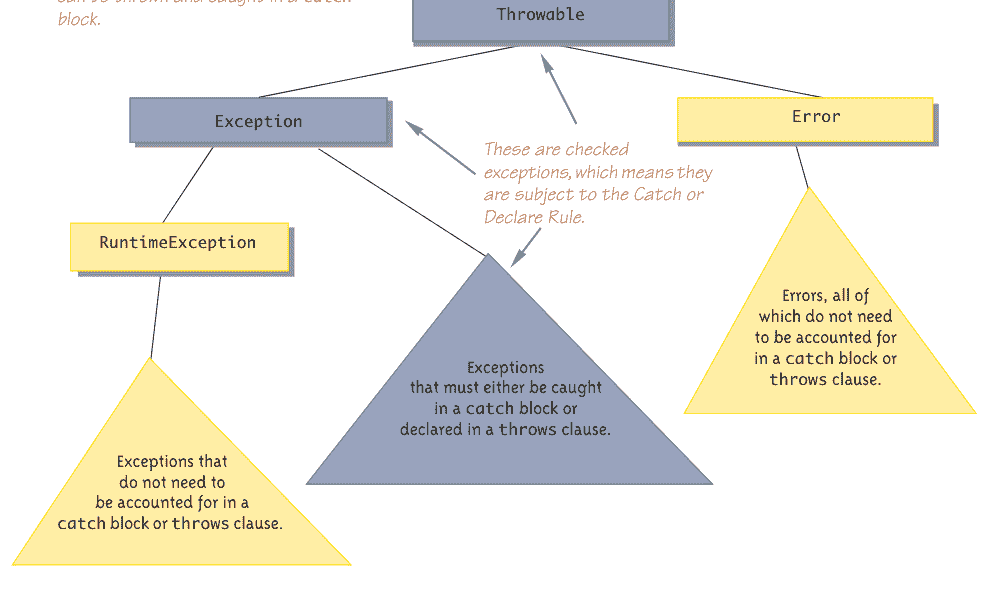 block.
Throwable
Exception
Error
These are checked
exceptions, which means they
are subject to the Catch or
Declare Rule.
RuntimeException
Errors, all of
which do not need
to be accounted for
in a catch block or
throws clause.
Exceptions
that must either be caught
in a catch block or
declared in a throws clause.
Exceptions that
do not need to
be accounted for in a
catch block or throws clause.